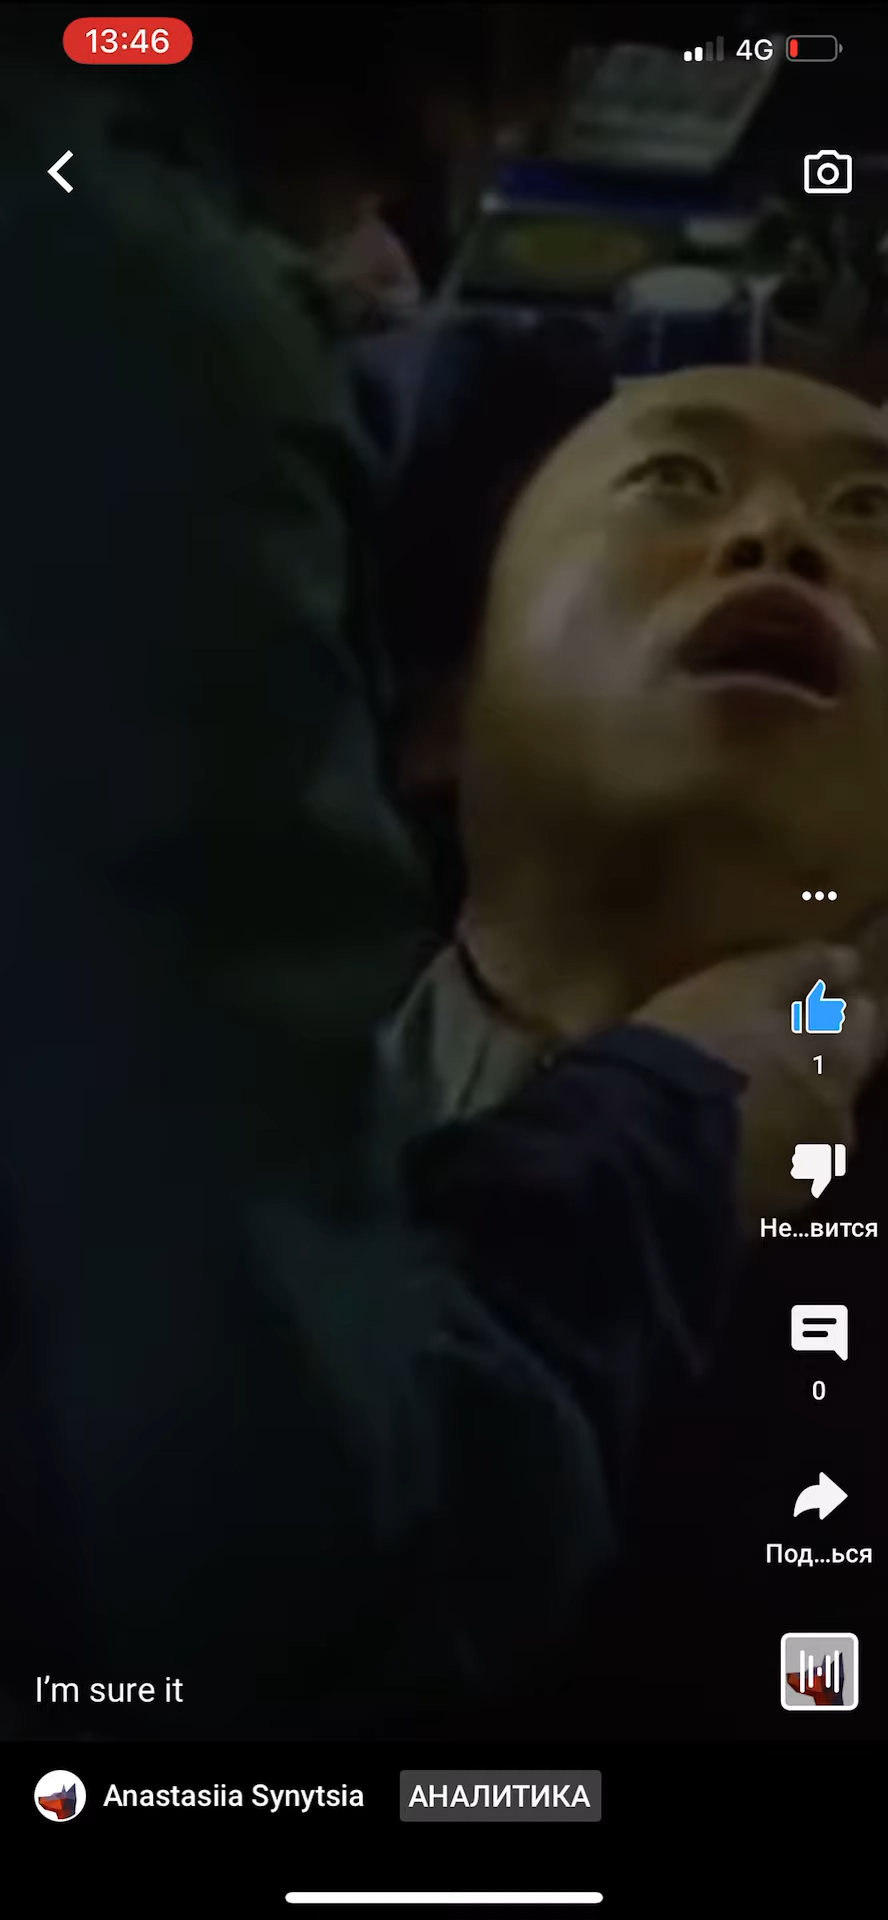 13:46
4G
1
Не...вится
0
Под...ься
I'm sure it
Anastasiia Synytsia
АНАЛИТИКА